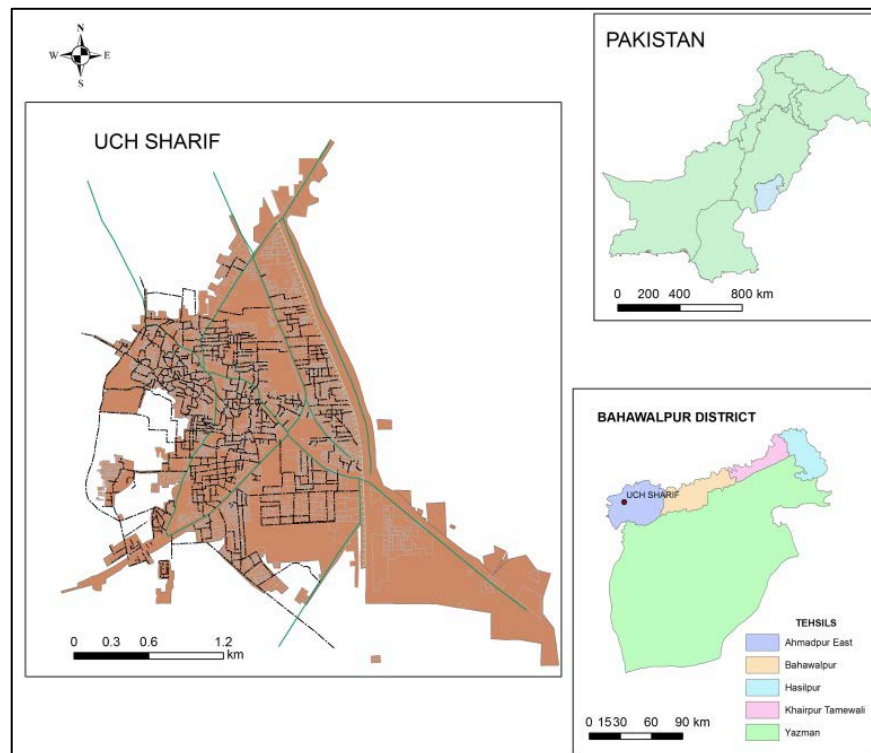 N
W E
S
UCH SHARIF
0 0.3 0.6 1.2
km
PAKISTAN
0 200 400 800 km
BAHAWALPUR DISTRICT
UCH SHARIF
TEHSILS
Ahmadpur East
Bahawalpur
Hasilpur
Khairpur Tamewali
Yazman
0 1530 60 90 km